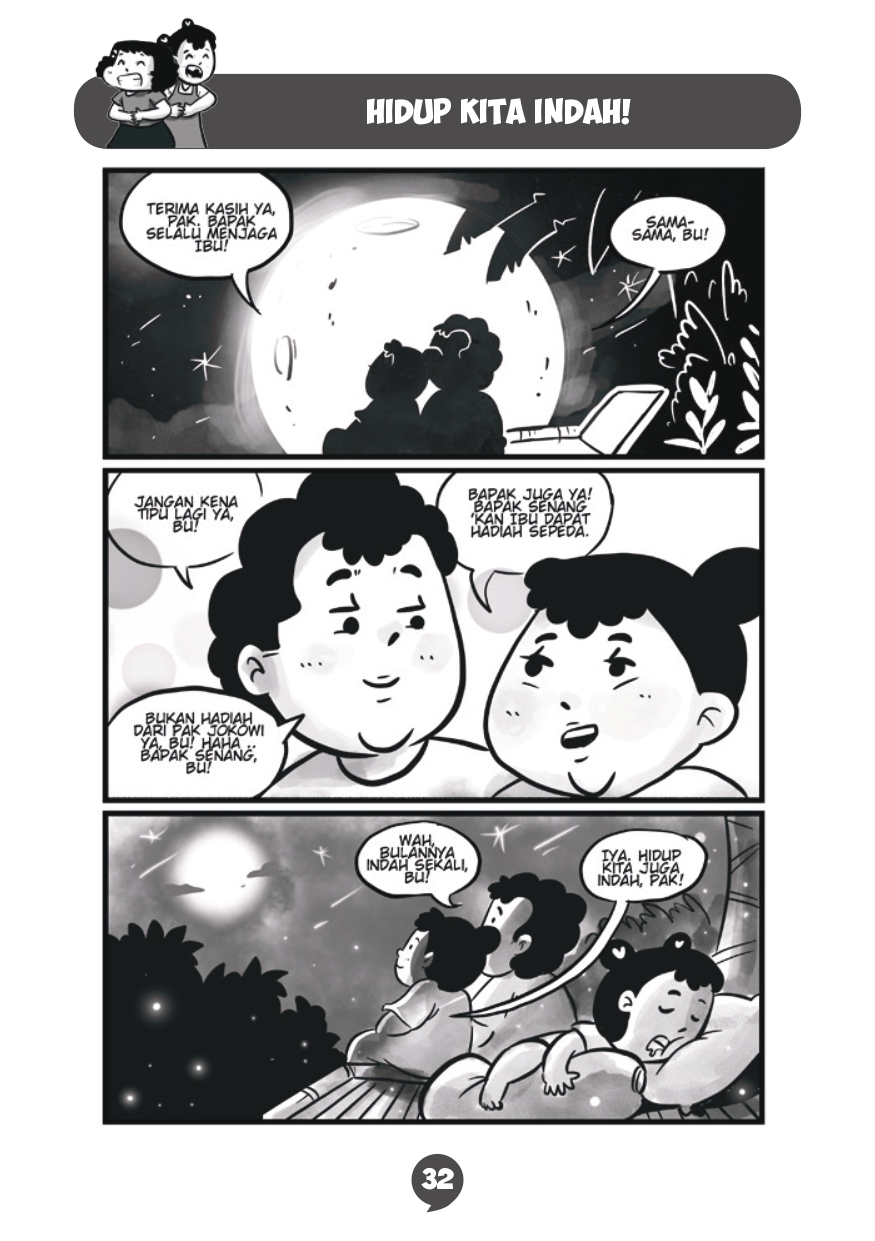 HIDUP KITA INDAH!
TERIMA KASIH YA,
PAK. BAPAK
SELALU MENJAGA
IBU!
SAMA-
SAMA, BU!
JANGAN KENA
TIPU LAGI YA,
BU!
BAPAK JUGA YA!
BAPAK SENANG
'KAN IBU DAPAT
HADIAH SEPEDA.
BUKAN HADIAH
DARI PAK JOKOWI
YA, BU! HAHA ..
BAPAK SENANG,
BU!
WAH,
BULANNYA
INDAH SEKALI,
BU!
IYA. HIDUP
KITA JUGA
INDAH, PAK!
32